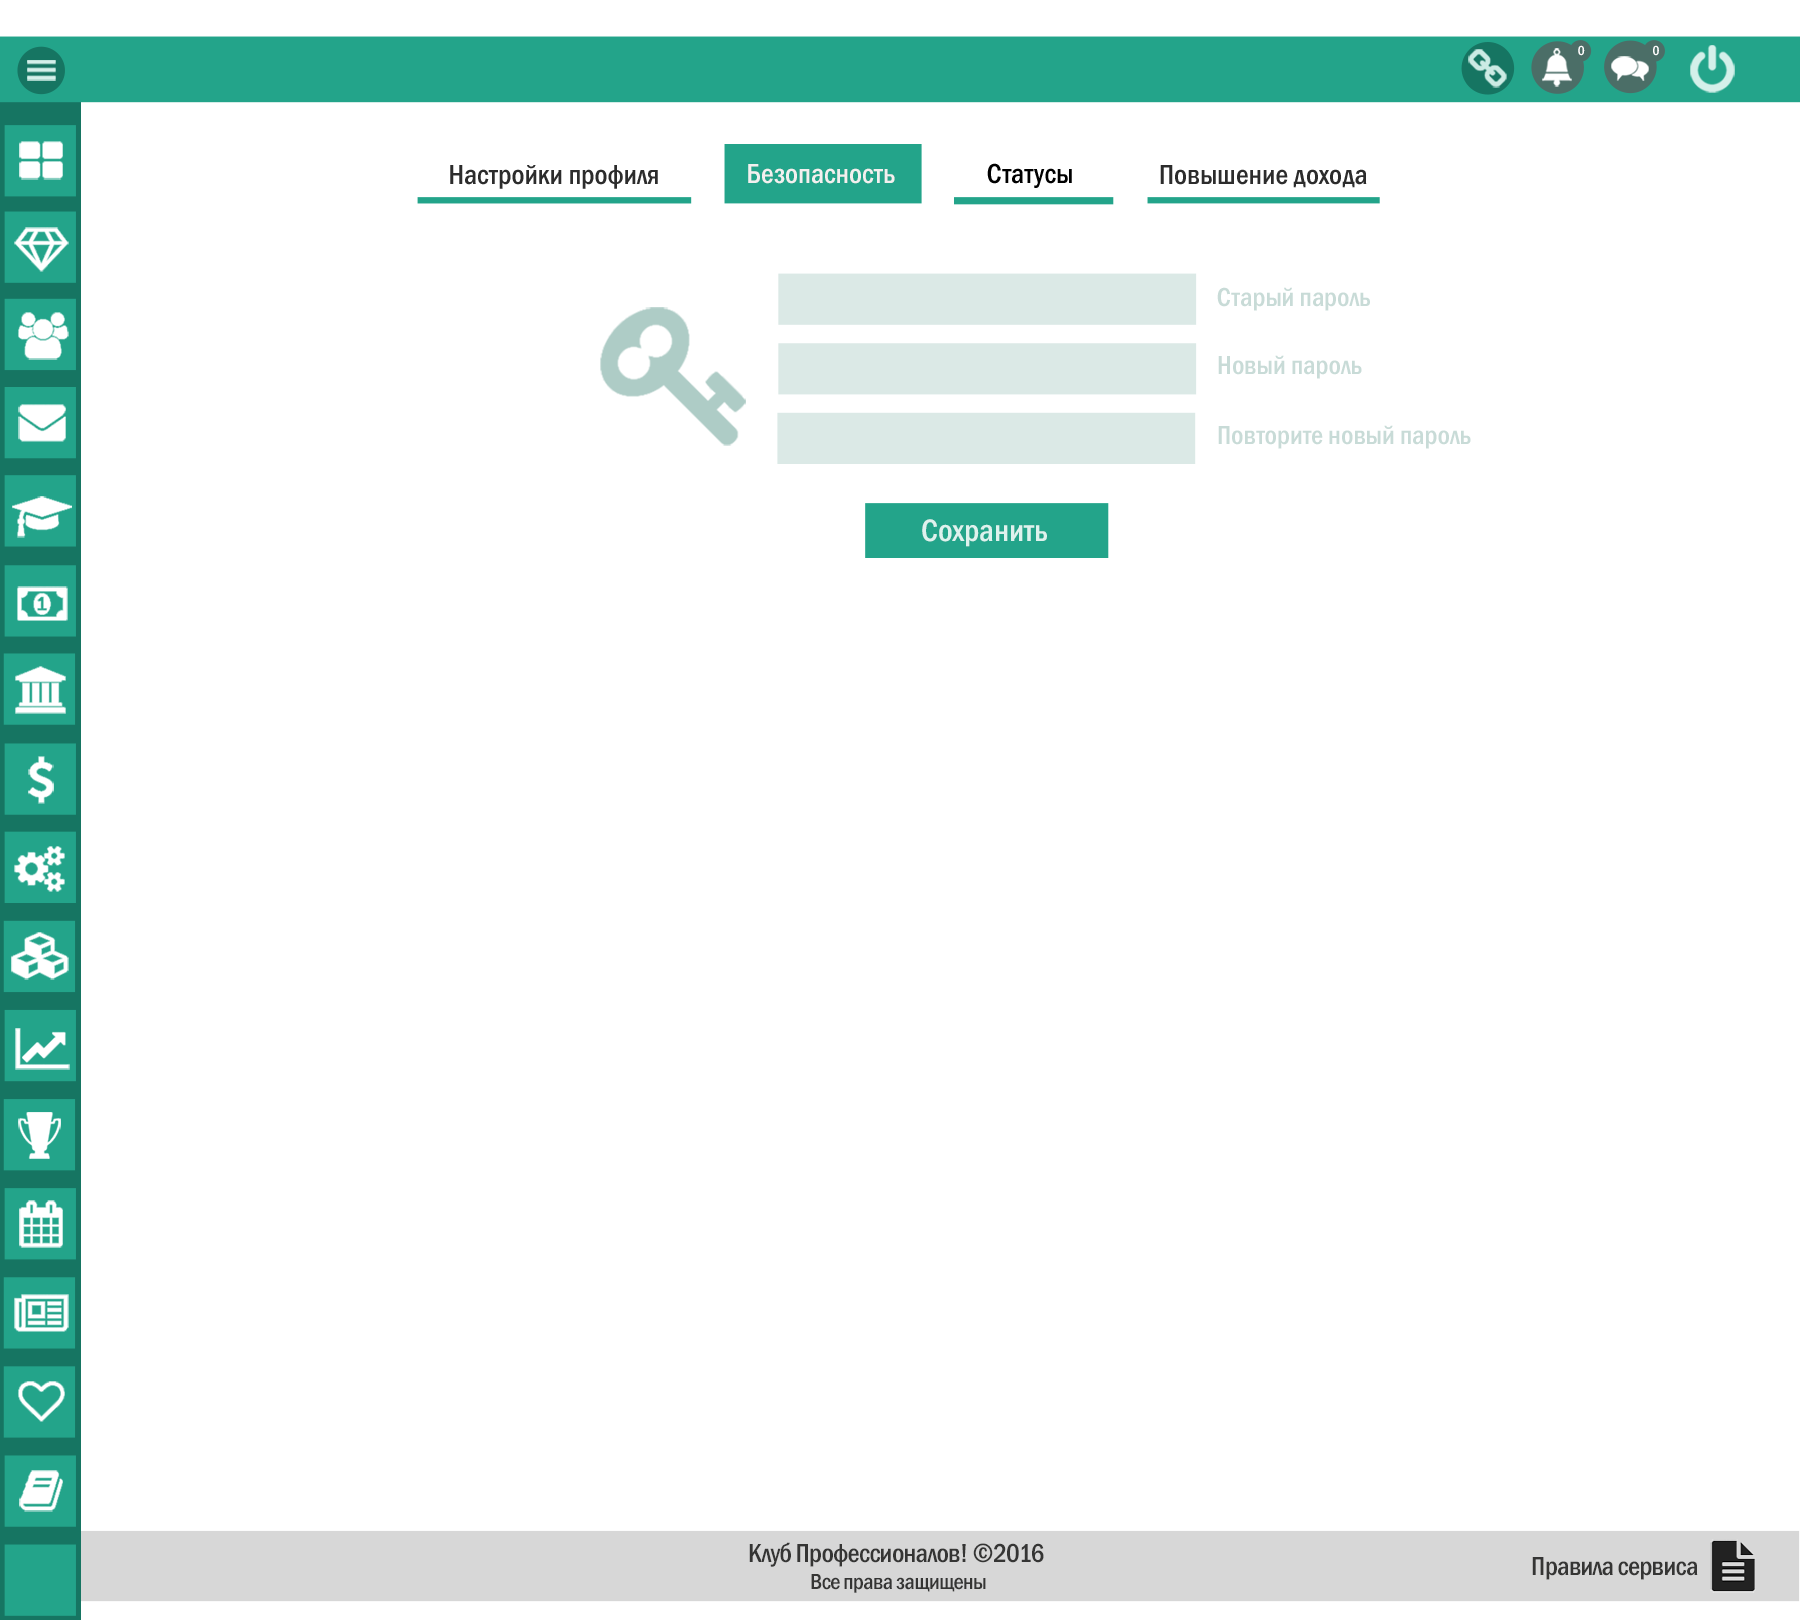 0
0
Настройки профиля
Безопасность
Статусы
Повышение дохода
Старый пароль
Новый пароль
Повторите новый пароль
Сохранить
1
$
Клуб Профессионалов! ©2016
Все права защищены
Правила сервиса